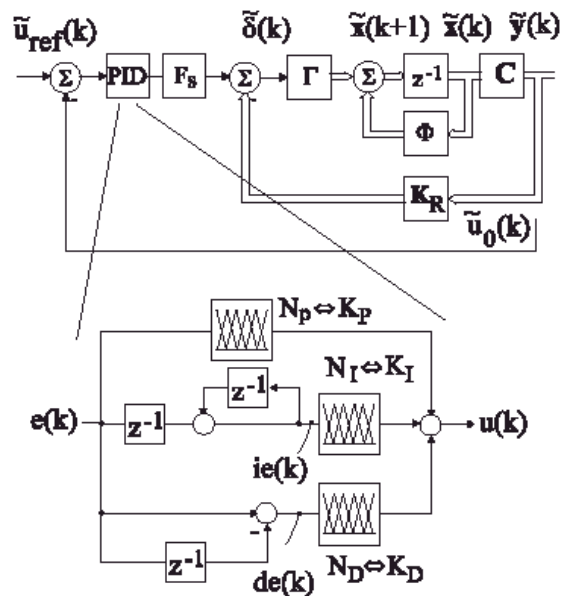 ũref(k) δ̃(k) x̃(k+1) x̃(k) ỹ(k)
Σ PID Fs Σ Γ Σ z⁻¹ C
- -
Φ
KR
ũ0(k)
NP⇔KP
NI⇔KI
z⁻¹
e(k) z⁻¹ u(k)
ie(k)
-
z⁻¹
de(k) ND⇔KD